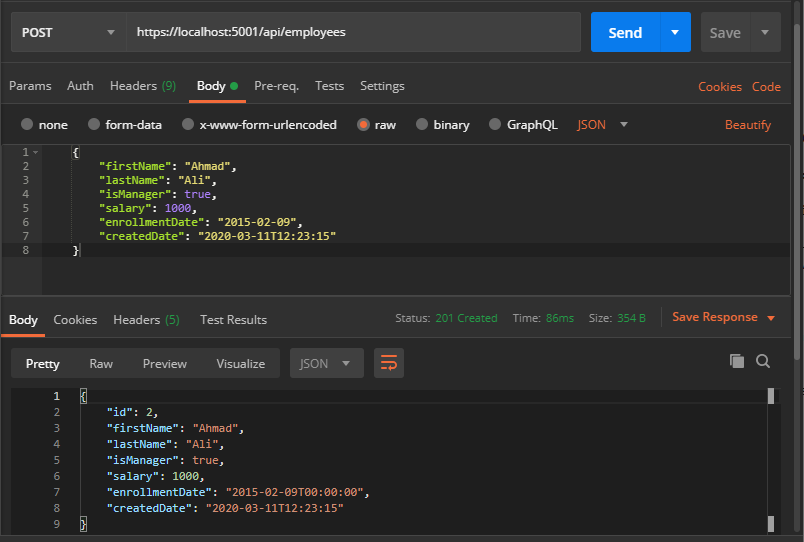 POST https://localhost:5001/api/employees Send Save
Params Auth Headers (9) Body Pre-req. Tests Settings Cookies Code
none form-data x-www-form-urlencoded raw binary GraphQL JSON Beautify
1 {
2 "firstName": "Ahmad",
3 "lastName": "Ali",
4 "isManager": true,
5 "salary": 1000,
6 "enrollmentDate": "2015-02-09",
7 "createdDate": "2020-03-11T12:23:15"
8 }
Body Cookies Headers (5) Test Results Status: 201 Created Time: 86ms Size: 354 B Save Response
Pretty Raw Preview Visualize JSON
1 {
2 "id": 2,
3 "firstName": "Ahmad",
4 "lastName": "Ali",
5 "isManager": true,
6 "salary": 1000,
7 "enrollmentDate": "2015-02-09T00:00:00",
8 "createdDate": "2020-03-11T12:23:15"
9 }